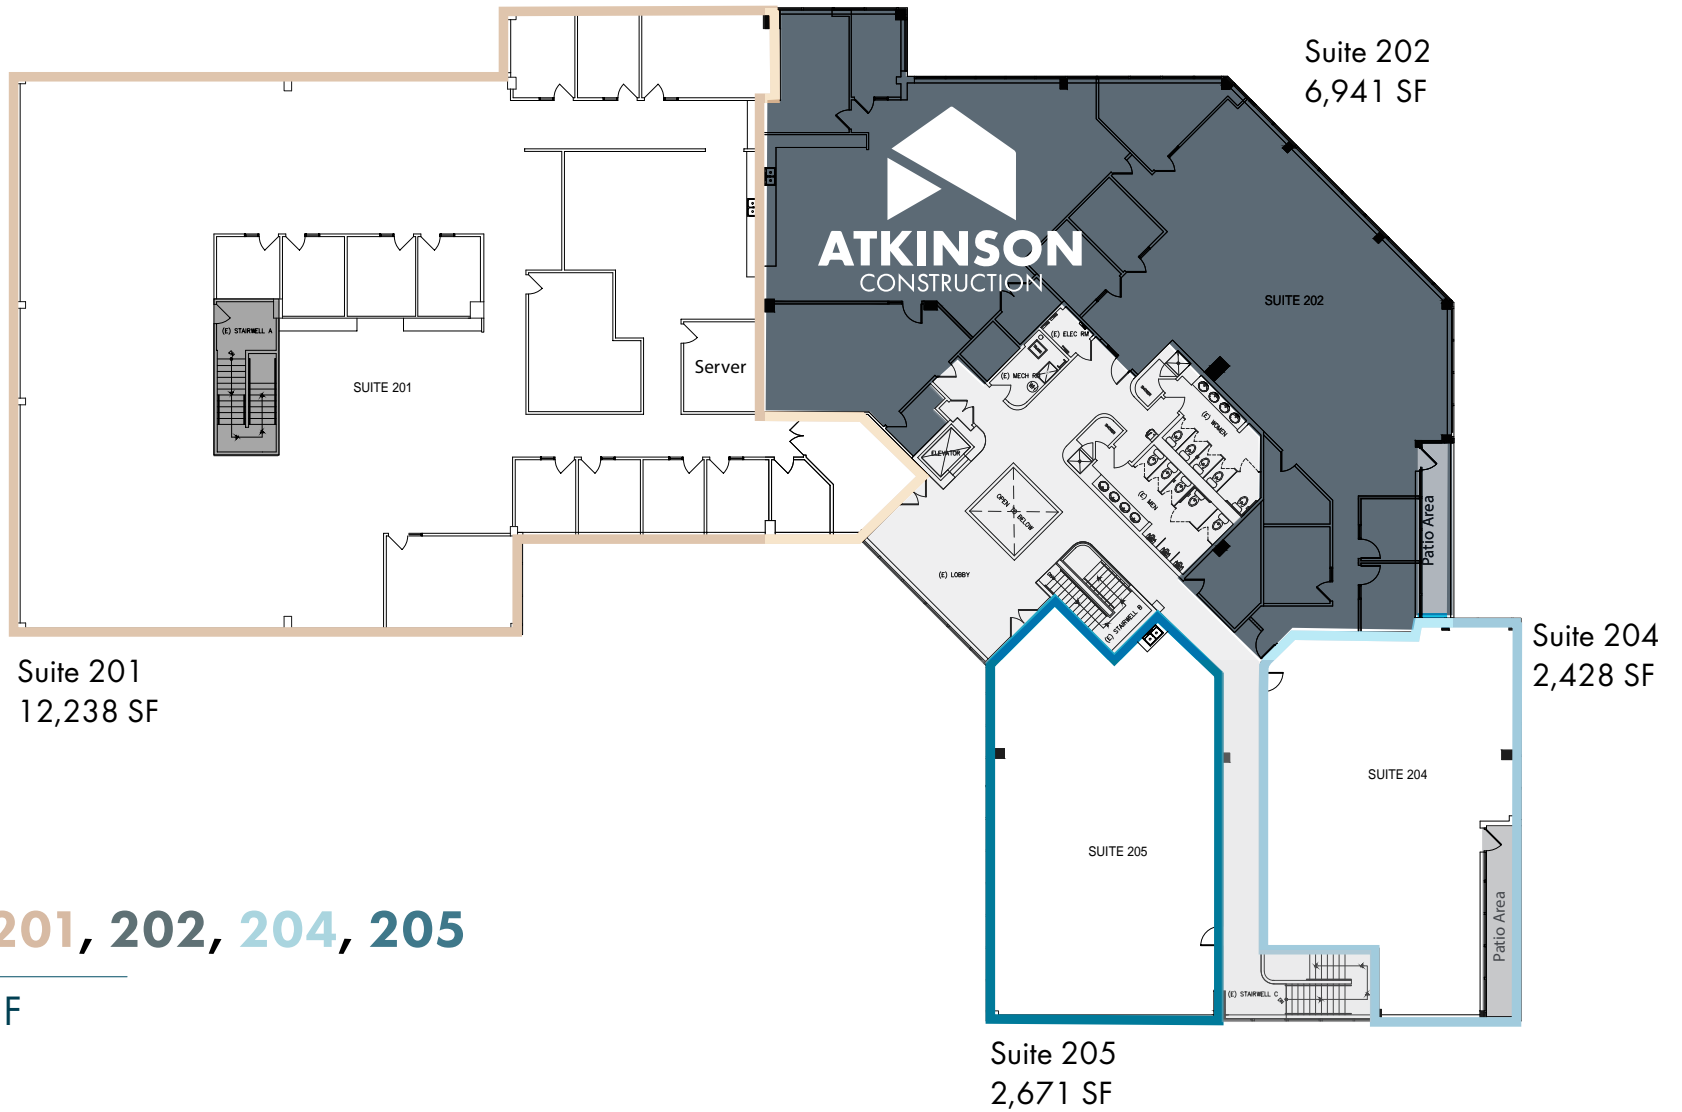 Suite 202
6,941 SF
ATKINSON
CONSTRUCTION
SUITE 202
(E) STAIRWELL A
(E) ELEC RM
Server
(E) MECH RM
SUITE 201
(E) WOMEN
ELEVATOR
(E) MEN
OPEN TO BELOW
Patio Area
(E) LOBBY
(E) STAIRWELL B
Suite 204
2,428 SF
Suite 201
12,238 SF
SUITE 204
SUITE 205
Patio Area
201, 202, 204, 205
F
(E) STAIRWELL C
Suite 205
2,671 SF